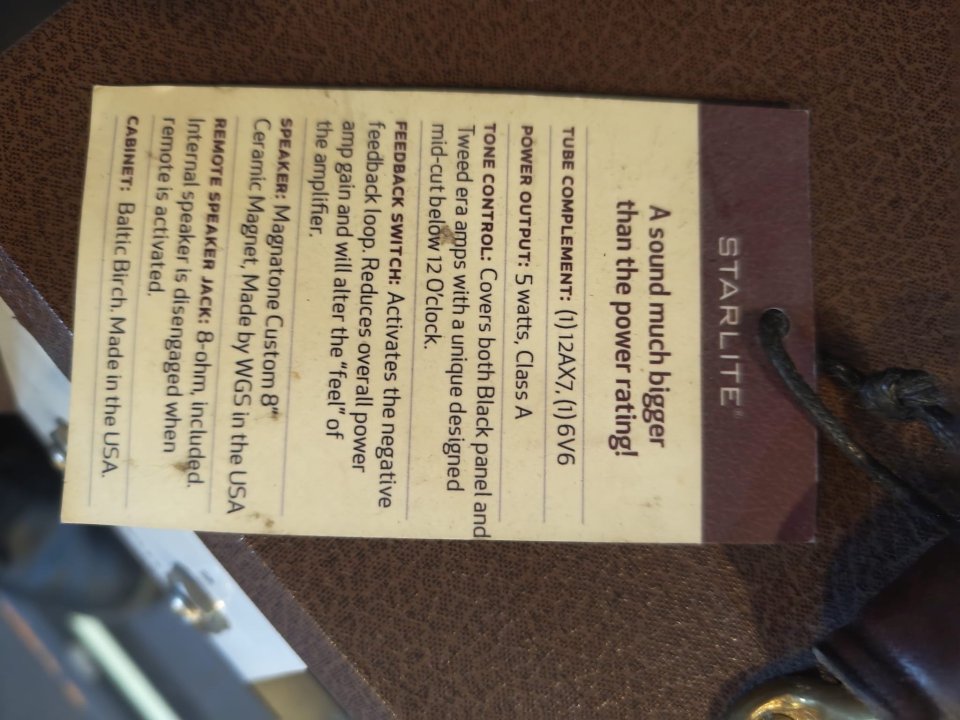 STARLITE®
A sound much bigger
than the power rating!
TUBE COMPLEMENT: (1) 12AX7, (1) 6V6
POWER OUTPUT: 5 watts, Class A
TONE CONTROL: Covers both Black panel and
Tweed era amps with a unique designed
mid-cut below 12 O'clock.
FEEDBACK SWITCH: Activates the negative
feedback loop. Reduces overall power
amp gain and will alter the "feel" of
the amplifier.
SPEAKER: Magnatone Custom 8"
Ceramic Magnet, Made by WGS in the USA
REMOTE SPEAKER JACK: 8-ohm, included.
Internal speaker is disengaged when
remote is activated.
CABINET: Baltic Birch. Made in the USA.